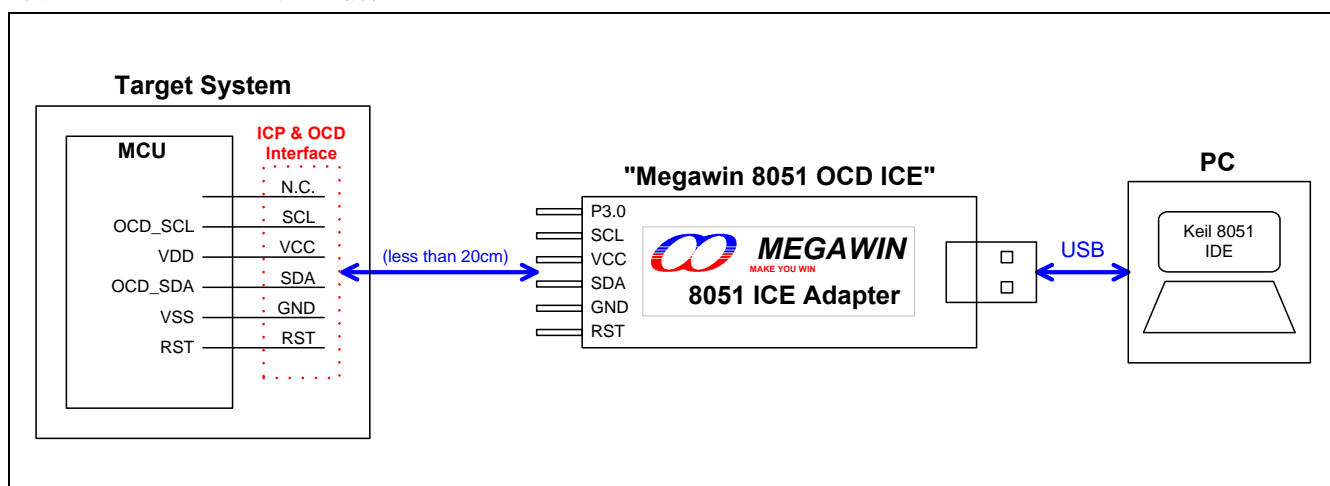 Target System
MCU
ICP & OCD
Interface
N.C.
OCD_SCL
SCL
VDD
VCC
OCD_SDA
SDA
VSS
GND
RST
RST
(less than 20cm)
"Megawin 8051 OCD ICE"
P3.0
SCL
VCC
SDA
GND
RST
MEGAWIN
MAKE YOU WIN
8051 ICE Adapter
USB
PC
Keil 8051
IDE